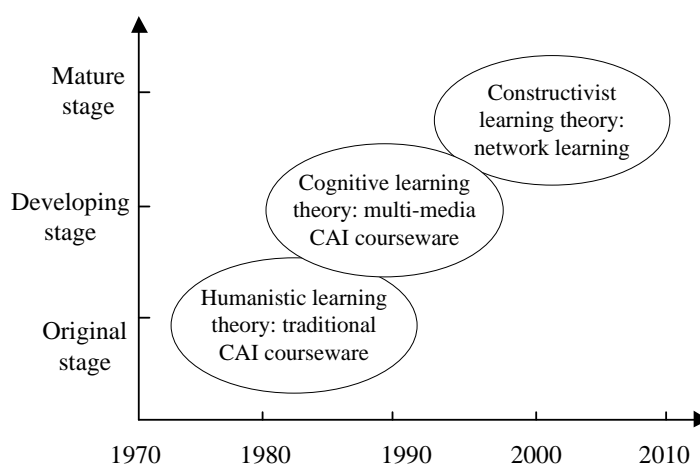 Mature
stage
Constructivist
learning theory:
network learning
Developing
stage
Cognitive learning
theory: multi-media
CAI courseware
Original
stage
Humanistic learning
theory: traditional
CAI courseware
1970 1980 1990 2000 2010